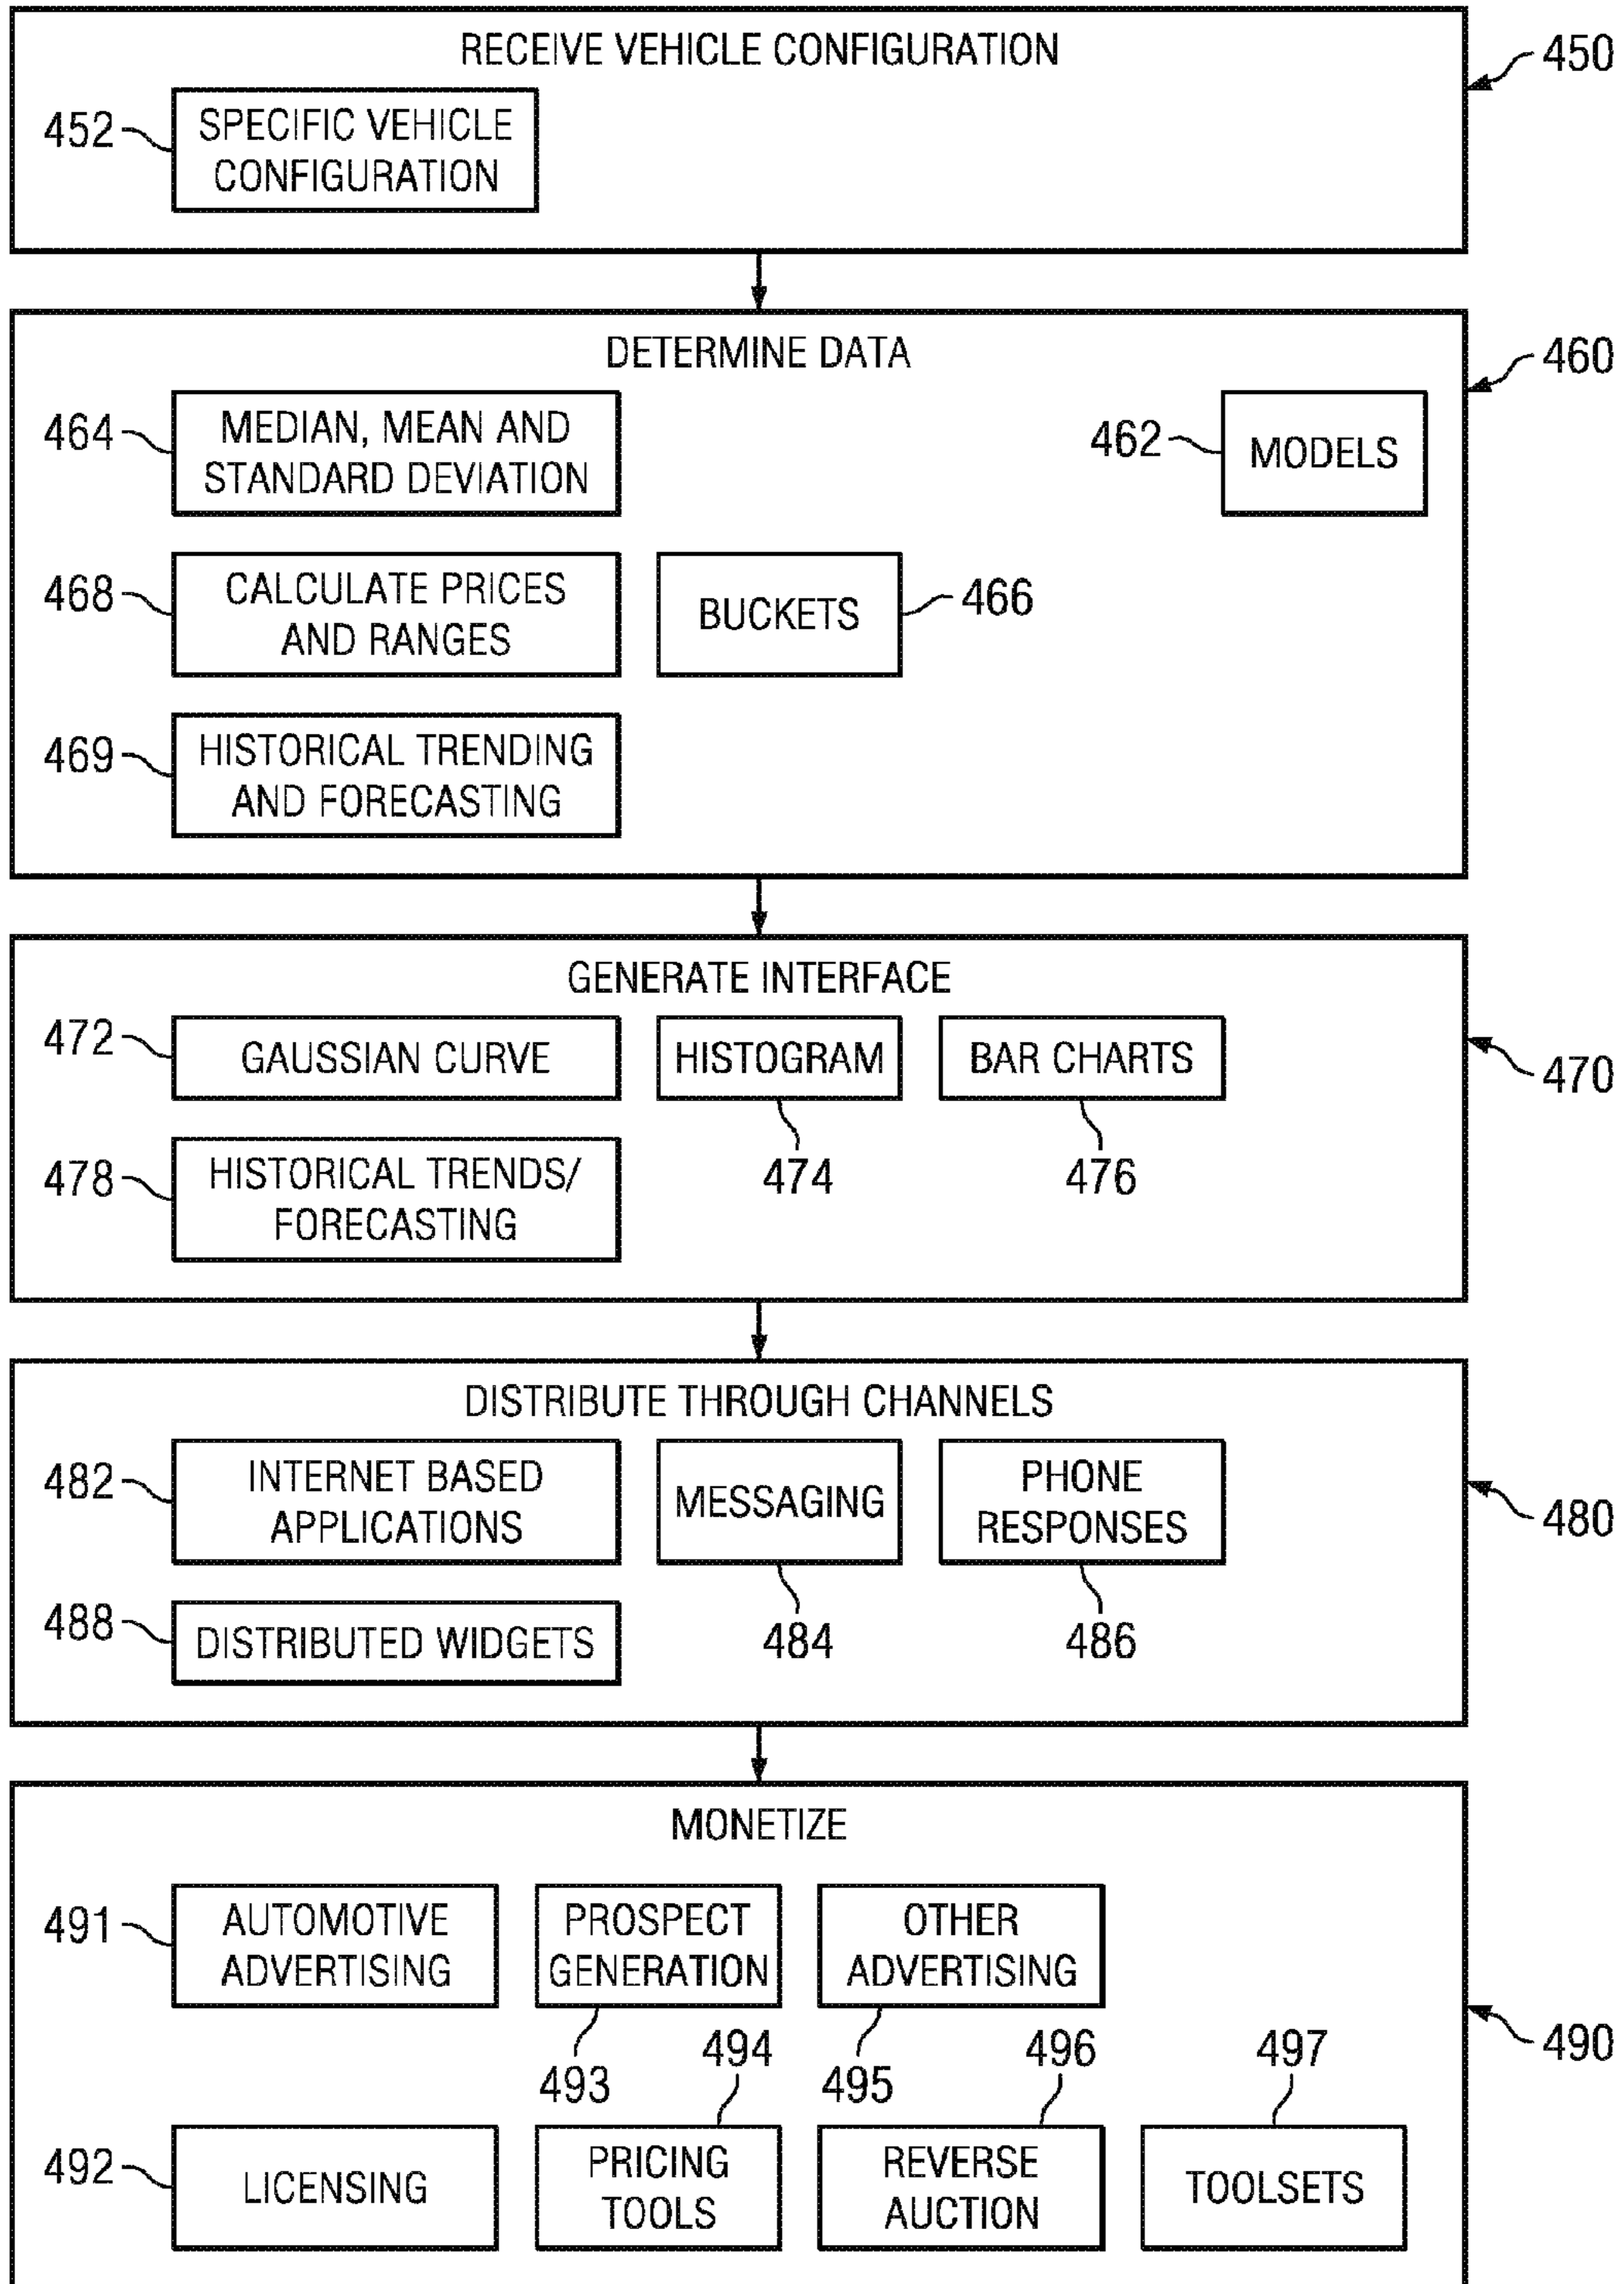 RECEIVE VEHICLE CONFIGURATION
450
452
SPECIFIC VEHICLE
CONFIGURATION
DETERMINE DATA
460
464
MEDIAN, MEAN AND
STANDARD DEVIATION
462
MODELS
468
CALCULATE PRICES
AND RANGES
BUCKETS
466
469
HISTORICAL TRENDING
AND FORECASTING
GENERATE INTERFACE
470
472
GAUSSIAN CURVE
HISTOGRAM
BAR CHARTS
474
476
478
HISTORICAL TRENDS/
FORECASTING
DISTRIBUTE THROUGH CHANNELS
480
482
INTERNET BASED
APPLICATIONS
MESSAGING
PHONE
RESPONSES
484
486
488
DISTRIBUTED WIDGETS
MONETIZE
490
491
AUTOMOTIVE
ADVERTISING
PROSPECT
GENERATION
OTHER
ADVERTISING
493
494
495
496
497
492
LICENSING
PRICING
TOOLS
REVERSE
AUCTION
TOOLSETS